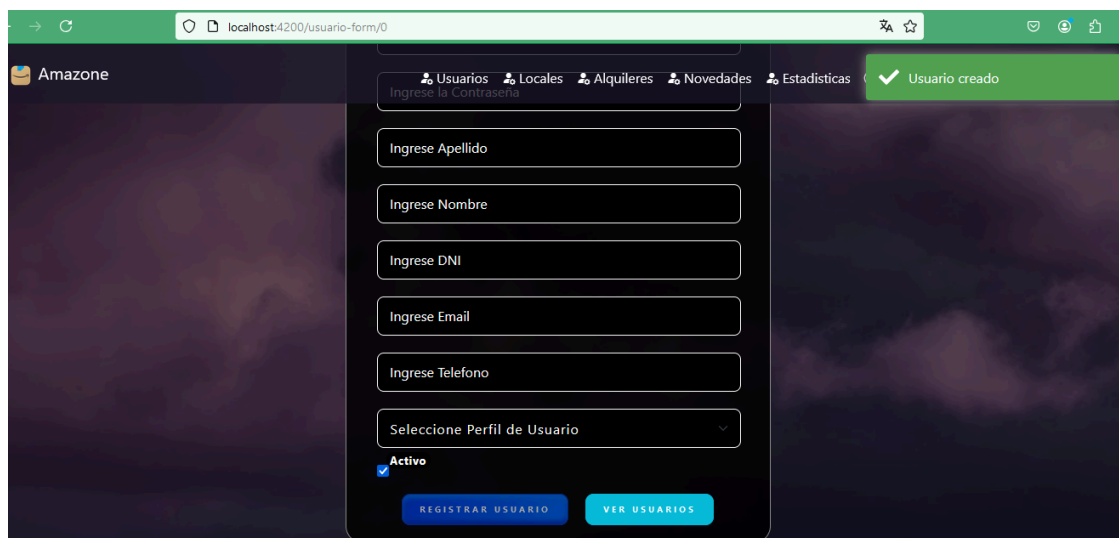 localhost:4200/usuario-form/0
Amazone
Usuarios Locales Alquileres Novedades Estadisticas
Usuario creado
Ingrese la Contraseña
Ingrese Apellido
Ingrese Nombre
Ingrese DNI
Ingrese Email
Ingrese Telefono
Seleccione Perfil de Usuario
Activo
REGISTRAR USUARIO VER USUARIOS